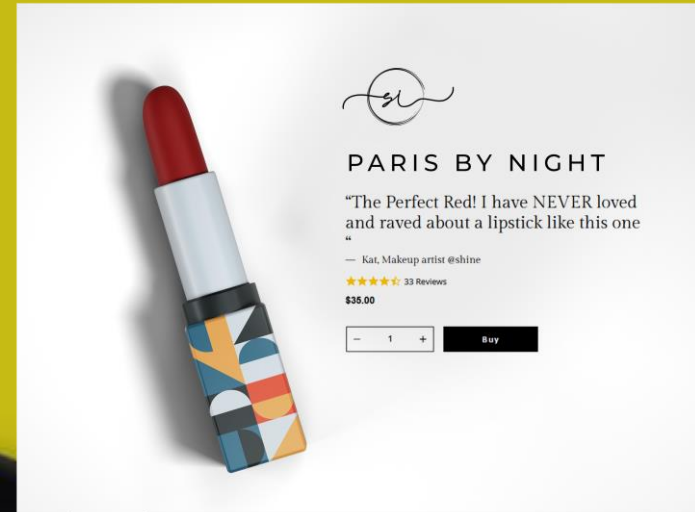 si
PARIS BY NIGHT
“The Perfect Red! I have NEVER loved
and raved about a lipstick like this one
“
— Kat, Makeup artist @shine
33 Reviews
$35.00
− 1 +
Buy